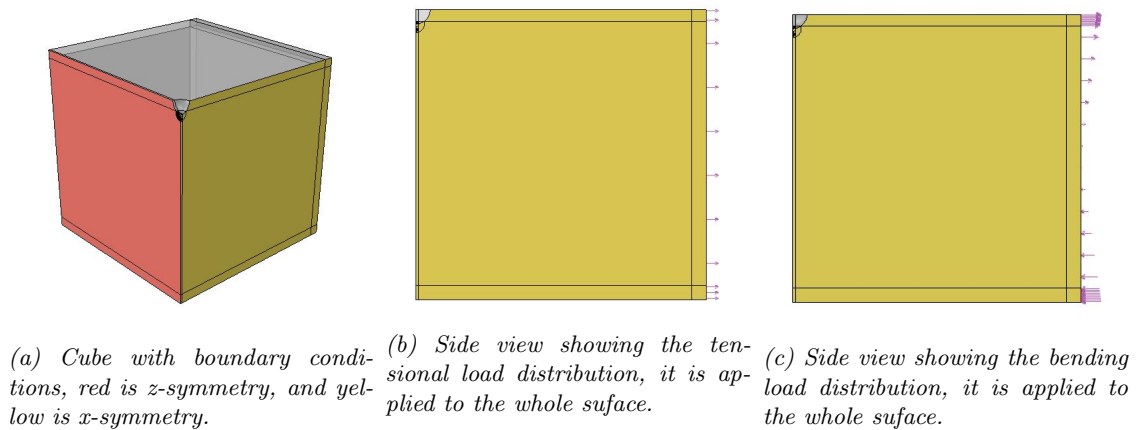 (a) Cube with boundary condi-
tions, red is z-symmetry, and yel-
low is x-symmetry.
(b) Side view showing the ten-
sional load distribution, it is ap-
plied to the whole suface.
(c) Side view showing the bending
load distribution, it is applied to
the whole suface.